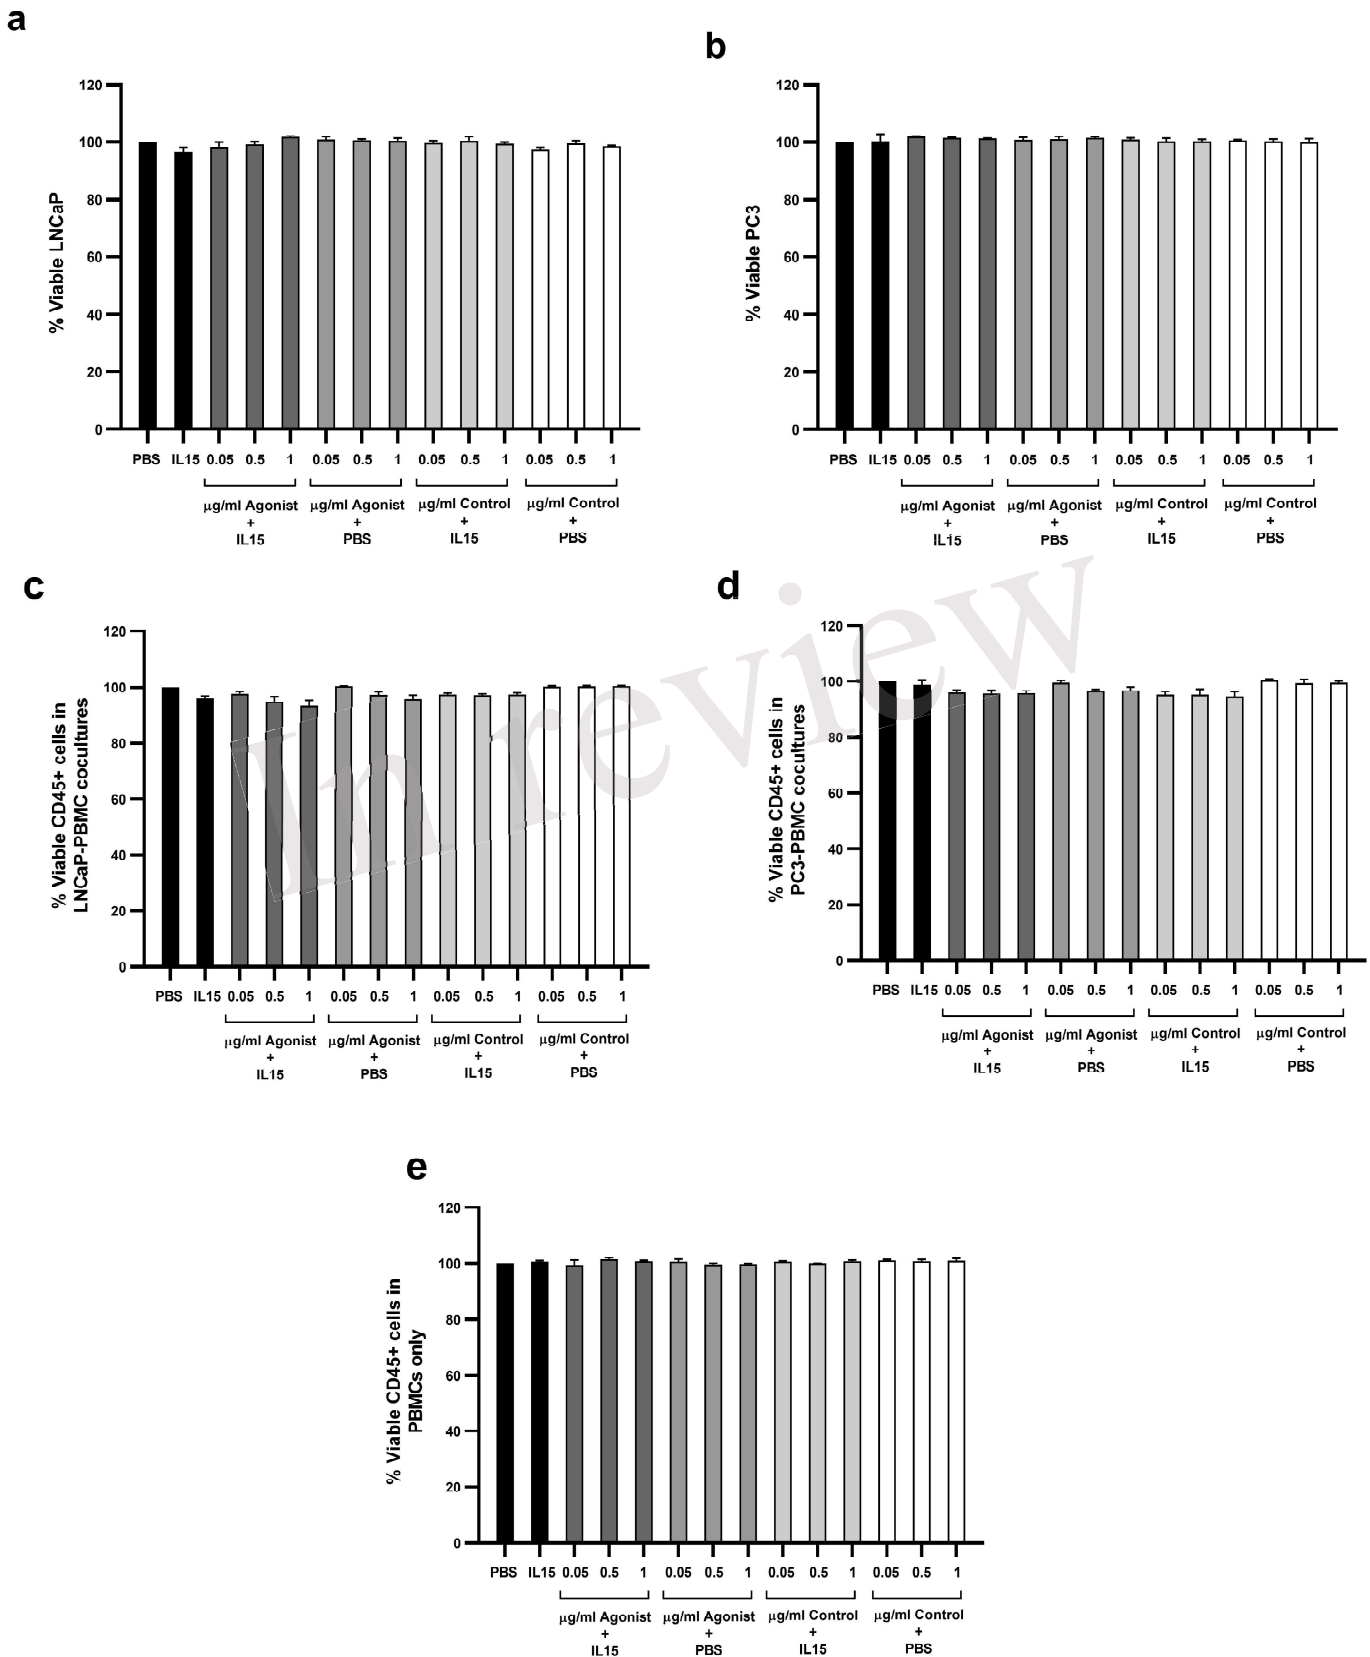 a
120
100
80
60
40
20
0
% Viable LNCaP
PBS IL15 0.05 0.5 1 0.05 0.5 1 0.05 0.5 1 0.05 0.5 1
µg/ml Agonist µg/ml Agonist µg/ml Control µg/ml Control
+ + + +
IL15 PBS IL15 PBS
b
120
100
80
60
40
20
0
% Viable PC3
PBS IL15 0.05 0.5 1 0.05 0.5 1 0.05 0.5 1 0.05 0.5 1
µg/ml Agonist µg/ml Agonist µg/ml Control µg/ml Control
+ + + +
IL15 PBS IL15 PBS
c
120
100
80
60
40
20
0
% Viable CD45+ cells in
LNCaP-PBMC cocultures
PBS IL15 0.05 0.5 1 0.05 0.5 1 0.05 0.5 1 0.05 0.5 1
µg/ml Agonist µg/ml Agonist µg/ml Control µg/ml Control
+ + + +
IL15 PBS IL15 PBS
d
120
100
80
60
40
20
0
% Viable CD45+ cells in
PC3-PBMC cocultures
PBS IL15 0.05 0.5 1 0.05 0.5 1 0.05 0.5 1 0.05 0.5 1
µg/ml Agonist µg/ml Agonist µg/ml Control µg/ml Control
+ + + +
IL15 PBS IL15 PBS
In review
e
120
100
80
60
40
20
0
% Viable CD45+ cells in
PBMCs only
PBS IL15 0.05 0.5 1 0.05 0.5 1 0.05 0.5 1 0.05 0.5 1
µg/ml Agonist µg/ml Agonist µg/ml Control µg/ml Control
+ + + +
IL15 PBS IL15 PBS